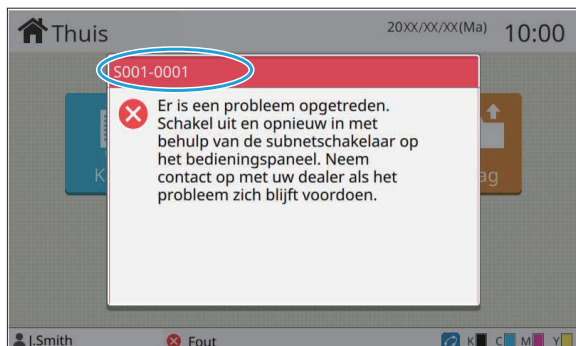 Thuis
20XX/XX/XX(Ma)
10:00
S001-0001
Er is een probleem opgetreden.
Schakel uit en opnieuw in met
behulp van de subnetschakelaar op
het bedieningspaneel. Neem
contact op met uw dealer als het
probleem zich blijft voordoen.
J.Smith
Fout
K C M Y